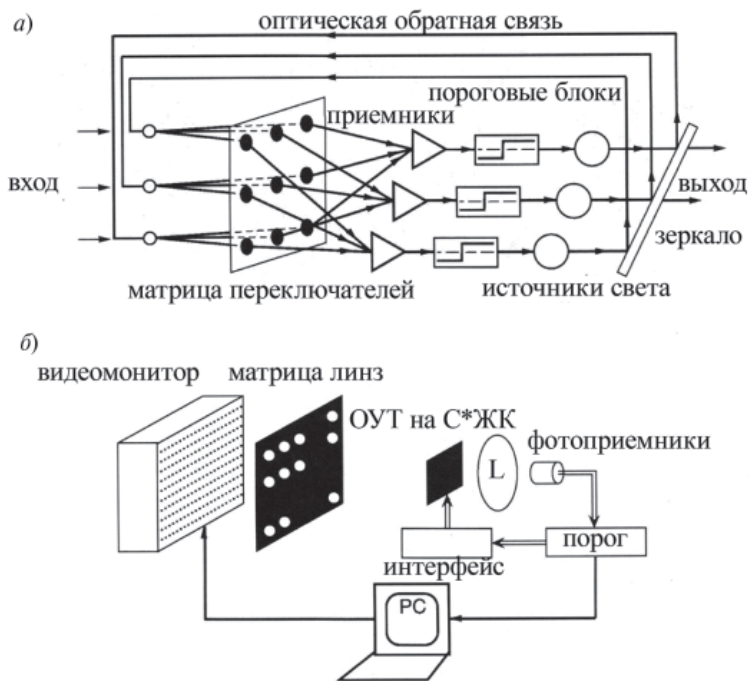 а)
оптическая обратная связь
пороговые блоки
приемники
вход
выход
зеркало
матрица переключателей
источники света
б)
видеомонитор
матрица линз
ОУТ на С*ЖК
фотоприемники
L
порог
интерфейс
PC